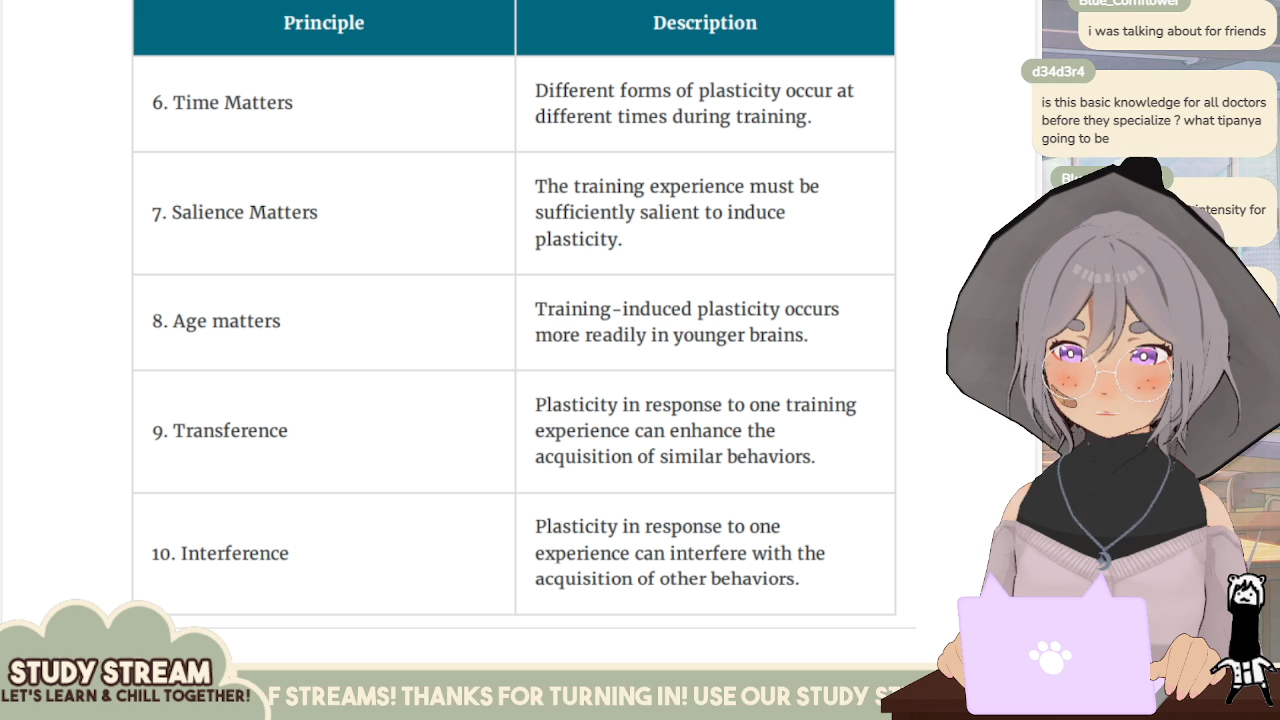 Principle
Description
6. Time Matters
Different forms of plasticity occur at
different times during training.
7. Salience Matters
The training experience must be
sufficiently salient to induce
plasticity.
8. Age matters
Training-induced plasticity occurs
more readily in younger brains.
9. Transference
Plasticity in response to one training
experience can enhance the
acquisition of similar behaviors.
10. Interference
Plasticity in response to one
experience can interfere with the
acquisition of other behaviors.
Blue_Cornflower
i was talking about for friends
d34d3r4
is this basic knowledge for all doctors
before they specialize ? what tipanya
going to be
intensity for
STUDY STREAM
LET'S LEARN & CHILL TOGETHER!
F STREAMS! THANKS FOR TURNING IN! USE OUR STUDY